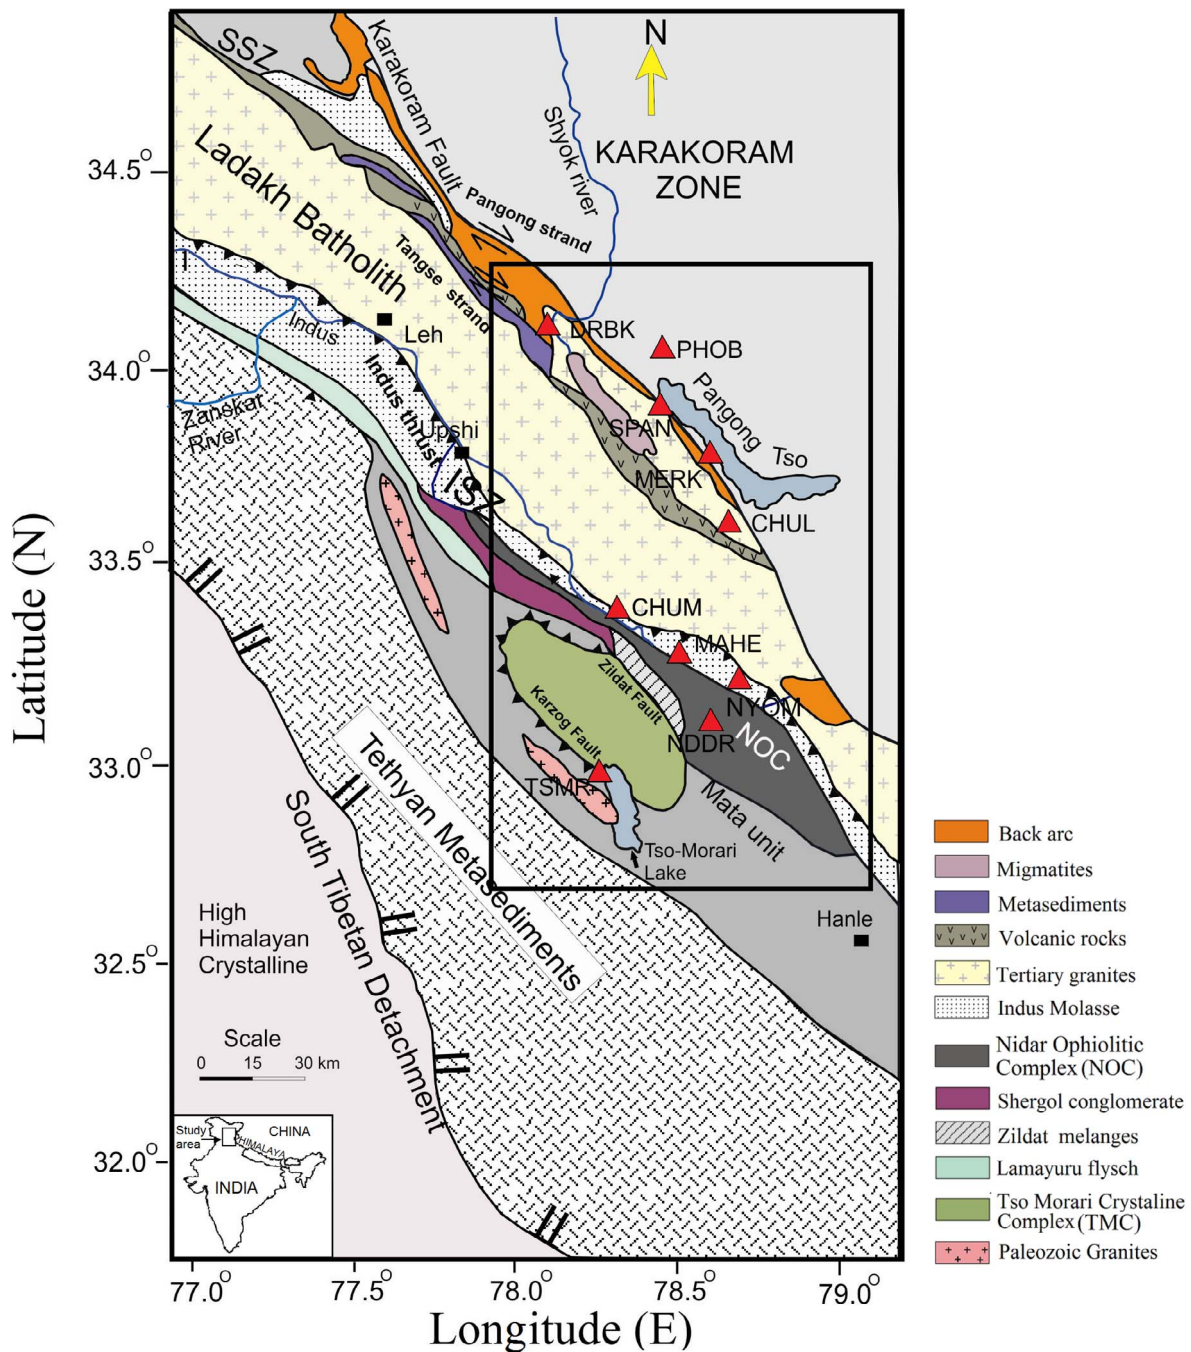 SSZ
Karakoram Fault
N
Shyok river
KARAKORAM
ZONE
34.5°
Ladakh Batholith
Pangong strand
Tangse strand
I
Indus
Leh
DRBK
PHOB
34.0°
Indus thrust
Zanskar
River
Upshi
Pangong
Tso
SPAN
MERK
ISZ
CHUL
33.5°
CHUM
MAHE
Zildat Fault
Karzog Fault
NYOM
NDDR
NOC
33.0°
TSMR
Mata unit
Tso-Morari
Lake
Tethyan Metasediments
South Tibetan Detachment
High
Himalayan
Crystalline
Hanle
32.5°
Scale
0 15 30 km
Study
area
CHINA
HIMALAYA
INDIA
32.0°
77.0° 77.5° 78.0° 78.5° 79.0°
Longitude (E)
Latitude (N)
Back arc
Migmatites
Metasediments
Volcanic rocks
Tertiary granites
Indus Molasse
Nidar Ophiolitic
Complex (NOC)
Shergol conglomerate
Zildat melanges
Lamayuru flysch
Tso Morari Crystaline
Complex (TMC)
Paleozoic Granites